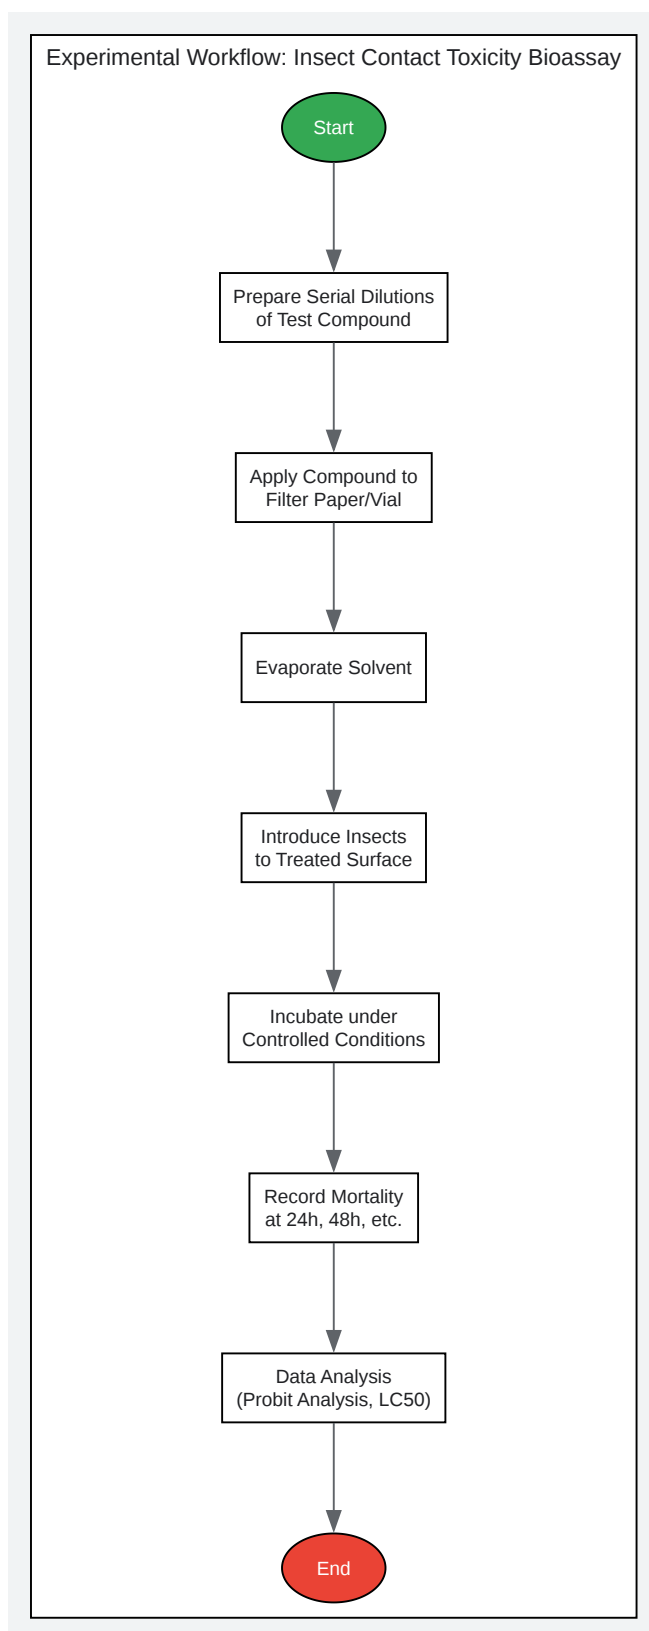 Experimental Workflow: Insect Contact Toxicity Bioassay
Start
Prepare Serial Dilutions
of Test Compound
Apply Compound to
Filter Paper/Vial
Evaporate Solvent
Introduce Insects
to Treated Surface
Incubate under
Controlled Conditions
Record Mortality
at 24h, 48h, etc.
Data Analysis
(Probit Analysis, LC50)
End